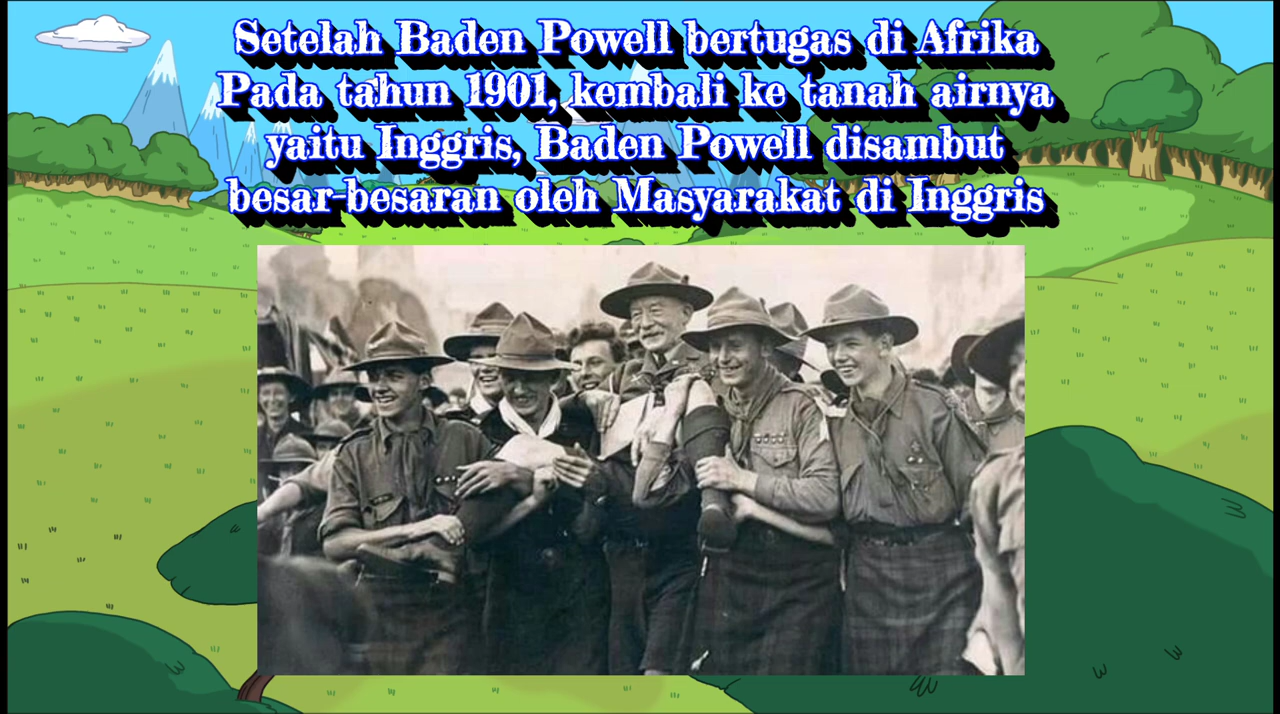 Setelah Baden Powell bertugas di Afrika
Pada tahun 1901, kembali ke tanah airnya
yaitu Inggris, Baden Powell disambut
besar-besaran oleh Masyarakat di Inggris